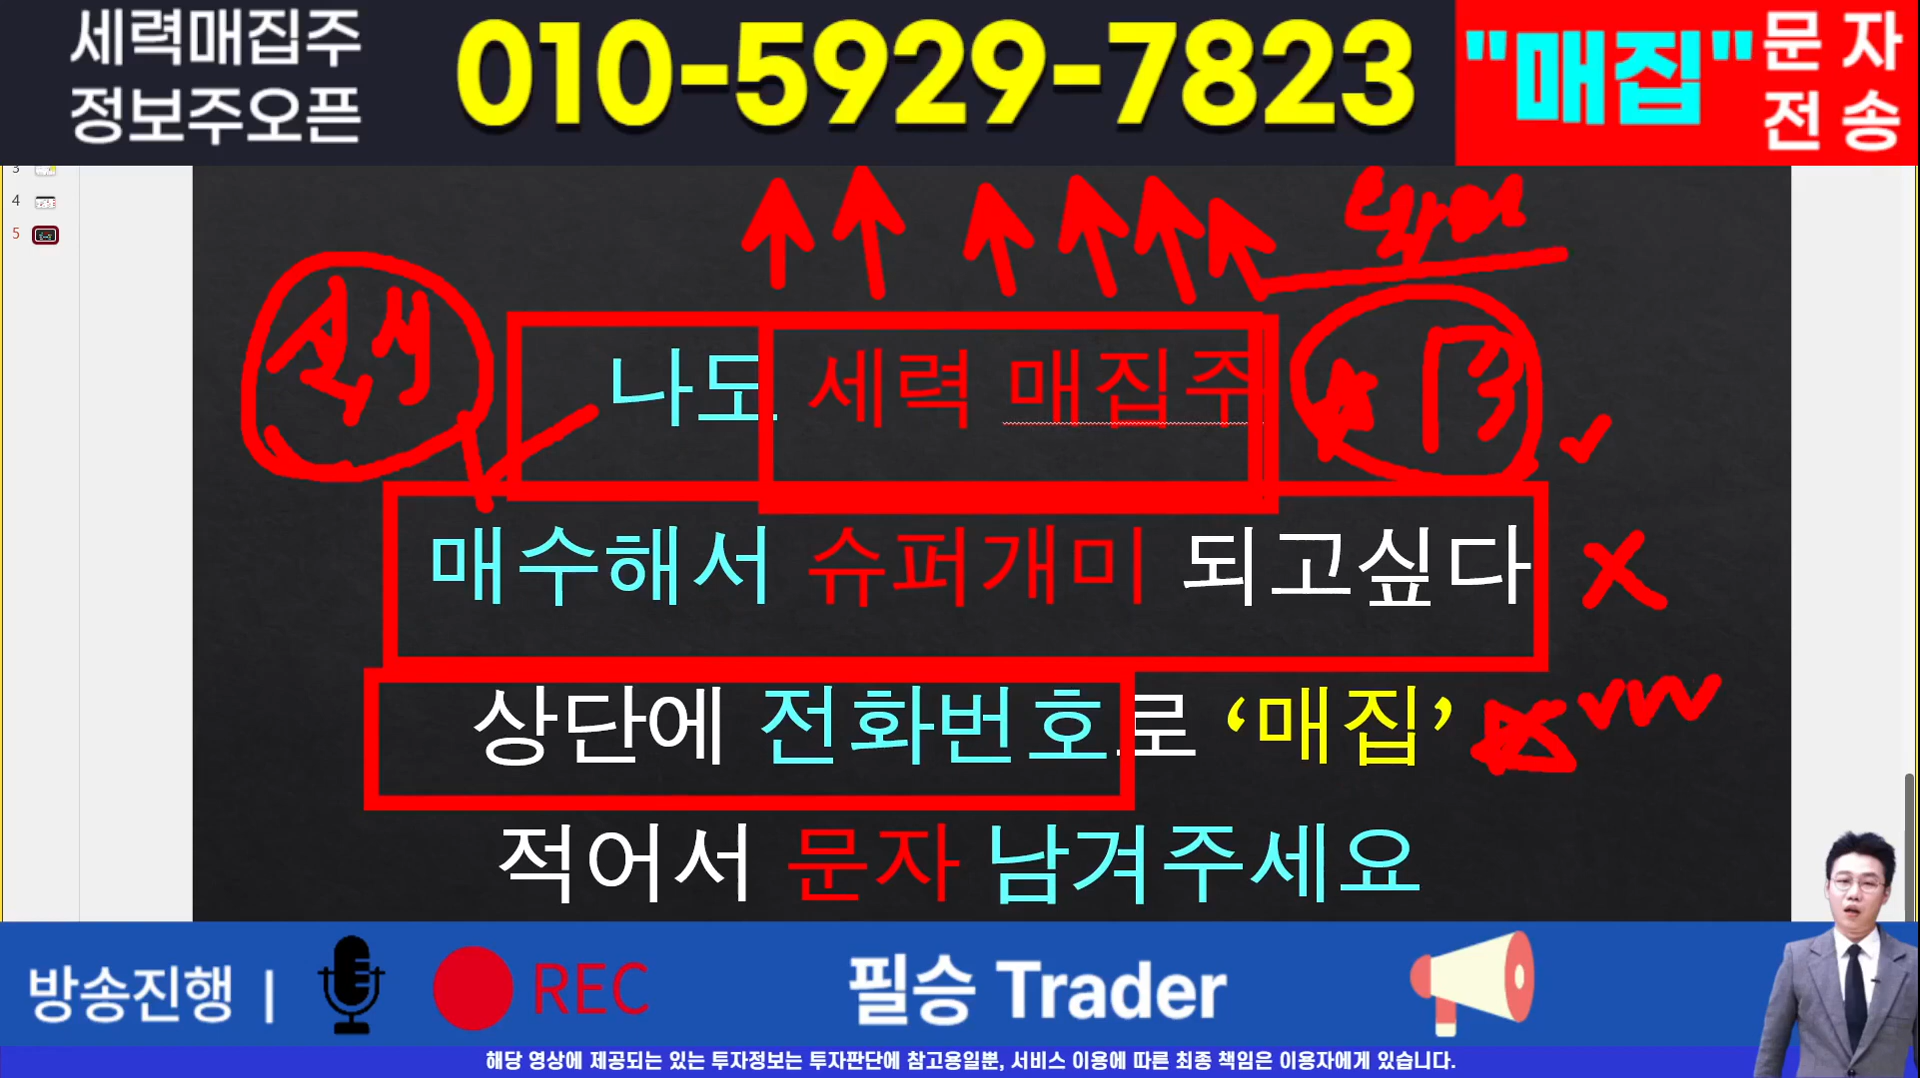 세력매집주
정보주오픈
010-5929-7823
"매집"
문자
전송
3
4
5
나도 세력 매집주
매수해서 슈퍼개미 되고싶다
상단에 전화번호로 ‘매집’
적어서 문자 남겨주세요
방송진행 |
REC
필승 Trader
해당 영상에 제공되는 있는 투자정보는 투자판단에 참고용일뿐, 서비스 이용에 따른 최종 책임은 이용자에게 있습니다.